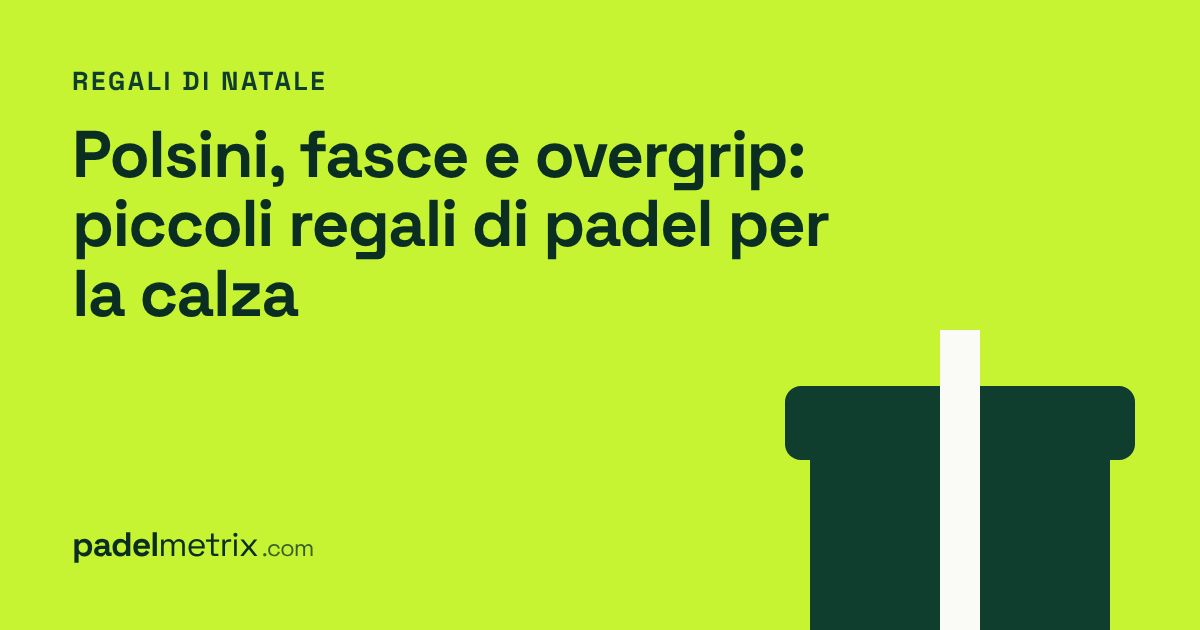 REGALI DI NATALE
Polsini, fasce e overgrip:
piccoli regali di padel per
la calza
padelmetrix.com